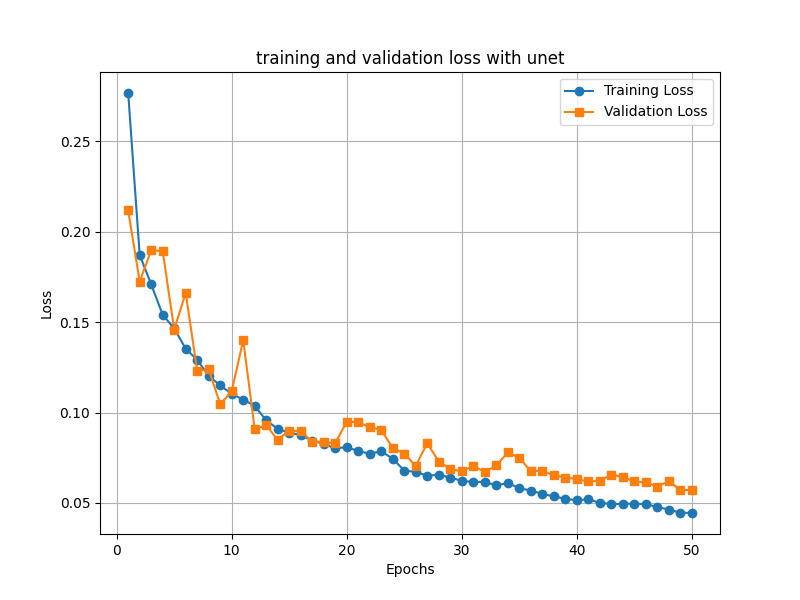 training and validation loss with unet
Training Loss
Validation Loss
0.25
0.20
0.15
0.10
0.05
Loss
0 10 20 30 40 50
Epochs